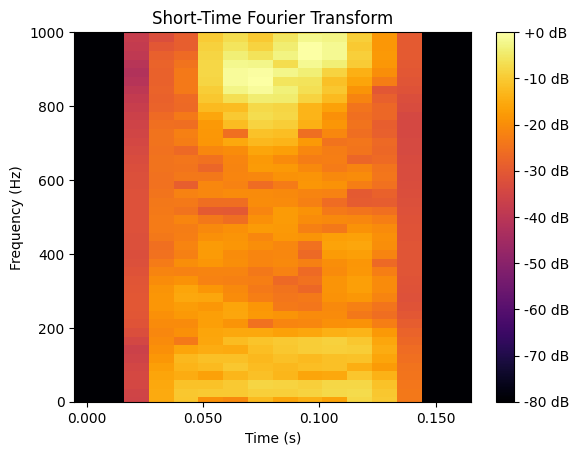 Short-Time Fourier Transform
1000
800
600
400
200
0
Frequency (Hz)
0.000
0.050
0.100
0.150
Time (s)
+0 dB
-10 dB
-20 dB
-30 dB
-40 dB
-50 dB
-60 dB
-70 dB
-80 dB